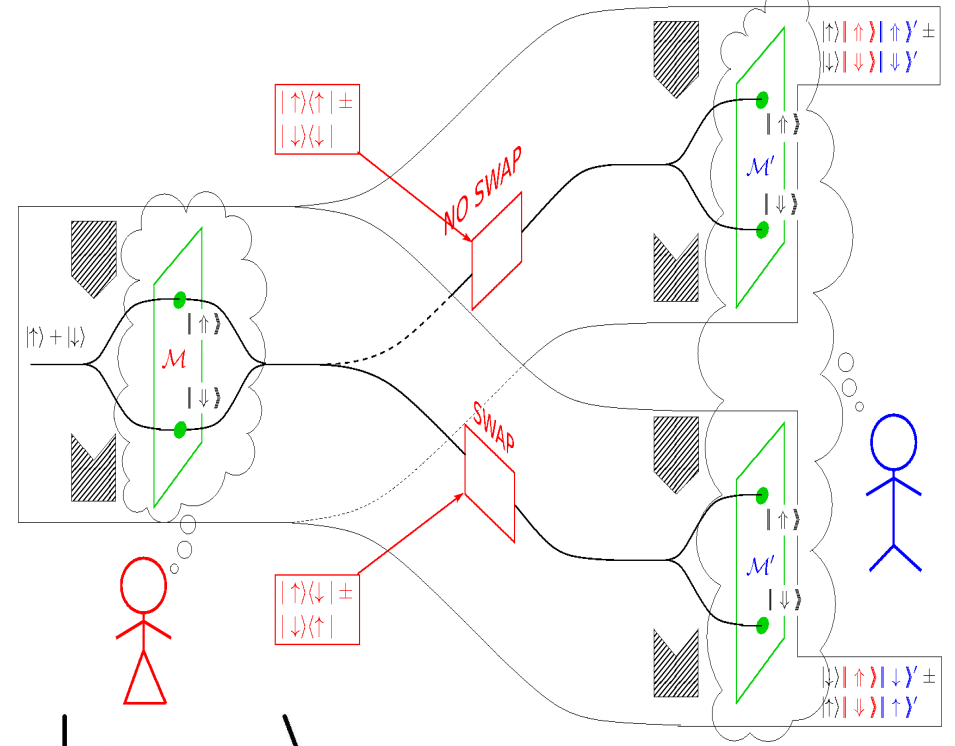 |↑⟩|⇑⟩|⇑⟩′ ±
|↓⟩|⇓⟩|⇓⟩′
|↑⟩⟨↑| ±
|↓⟩⟨↓|
NO SWAP
|⇑⟩
ℳ′
|⇓⟩
|↑⟩ + |↓⟩
|⇑⟩
ℳ
|⇓⟩
SWAP
|⇑⟩
ℳ′
|⇓⟩
|↑⟩⟨↓| ±
|↓⟩⟨↑|
|↓⟩|⇑⟩|↓⟩′ ±
|↑⟩|⇓⟩|↑⟩′